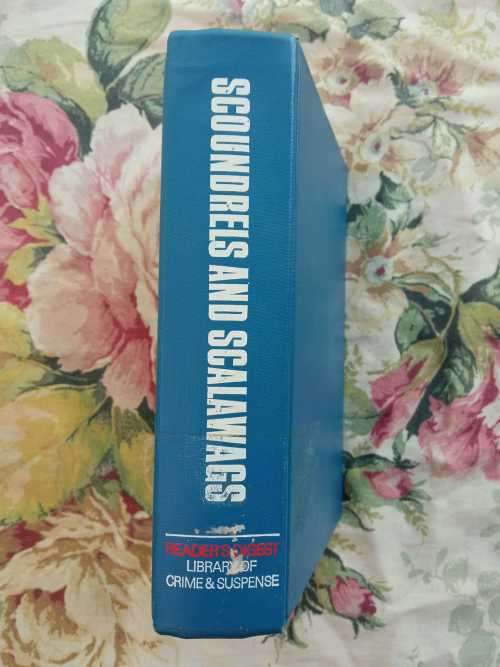 SCOUNDRELS AND SCALAWAGS
READER'S DIGEST
LIBRARY OF
CRIME & SUSPENSE